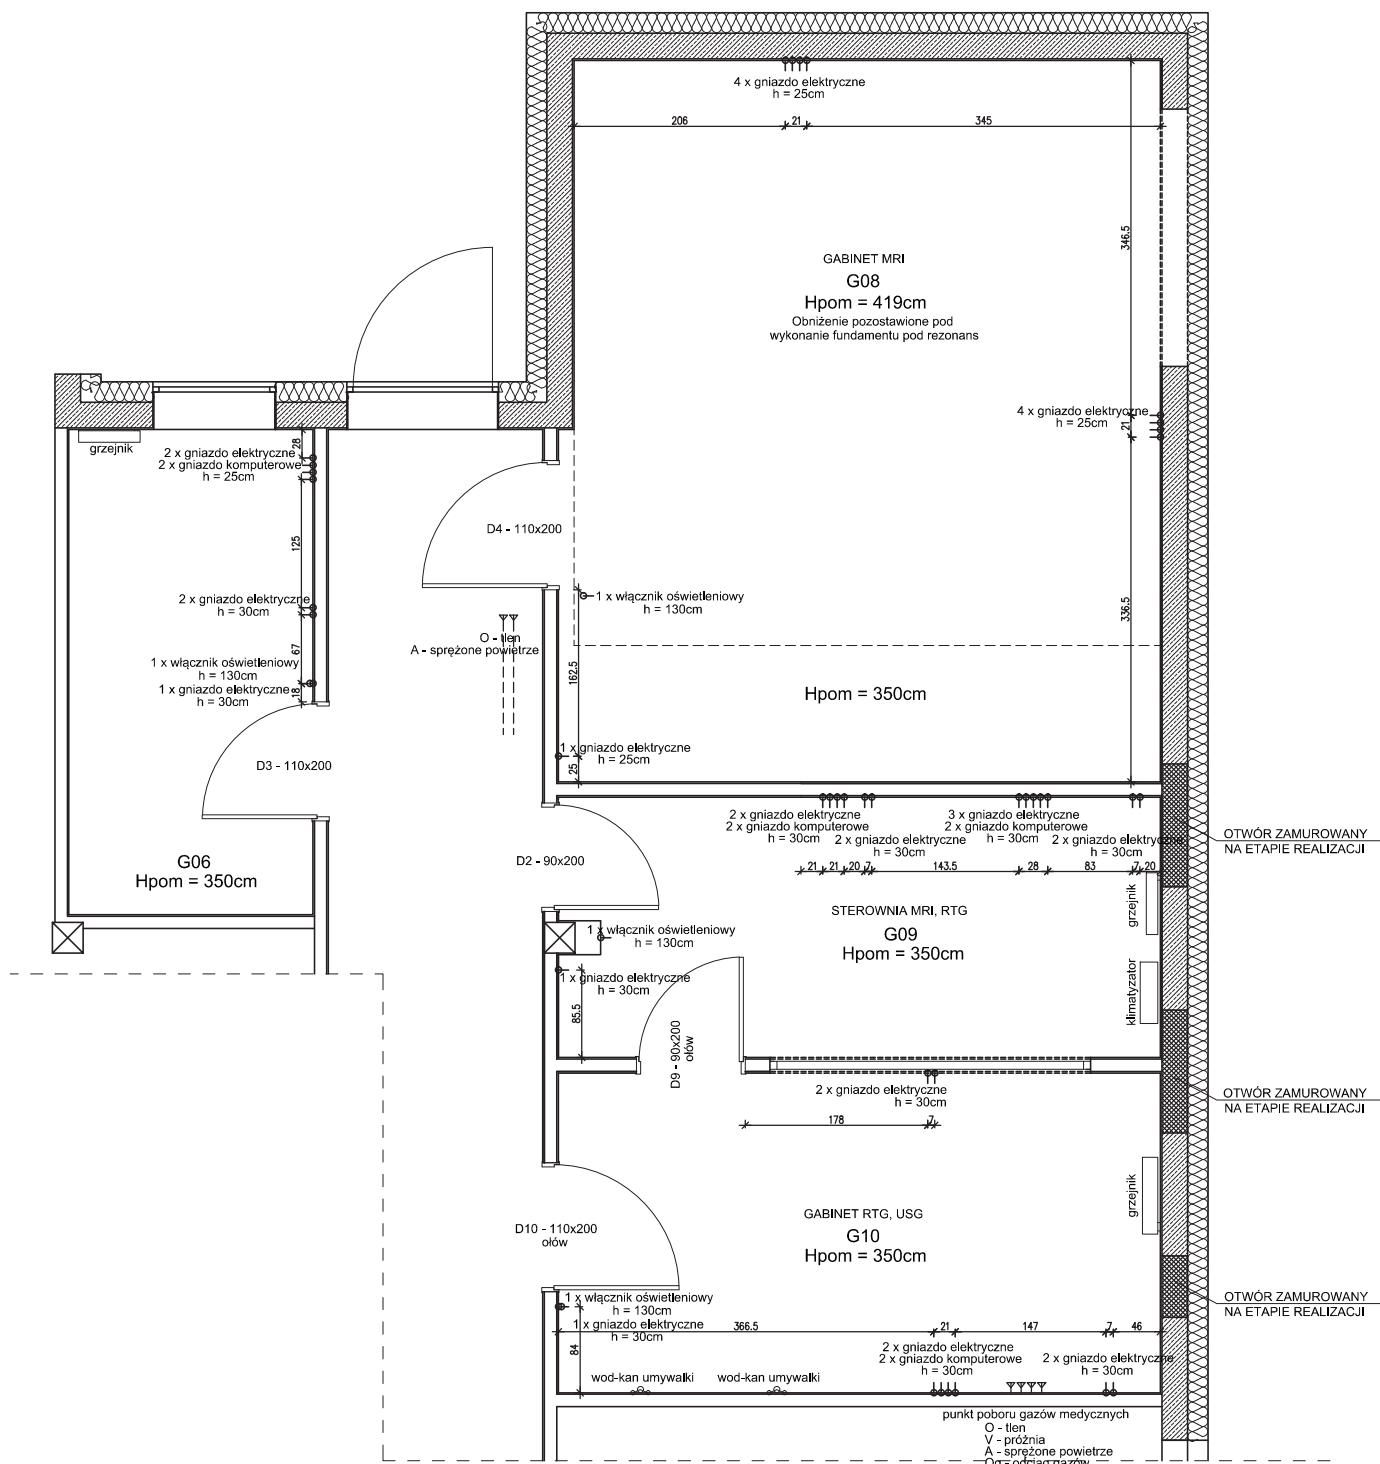 4 x gniazdo elektryczne
h = 25cm
206
21
345
346.5
GABINET MRI
G08
Hpom = 419cm
Obniżenie pozostawione pod
wykonanie fundamentu pod rezonans
4 x gniazdo elektryczne
h = 25cm
21
grzejnik
28
2 x gniazdo elektryczne
2 x gniazdo komputerowe
h = 25cm
125
D4 - 110x200
2 x gniazdo elektryczne
h = 30cm
1 x włącznik oświetleniowy
h = 130cm
336.5
O - tlen
A - sprężone powietrze
67
1 x włącznik oświetleniowy
h = 130cm
1 x gniazdo elektryczne
h = 30cm
18
162.5
Hpom = 350cm
1 x gniazdo elektryczne
h = 25cm
25
D3 - 110x200
G06
Hpom = 350cm
D2 - 90x200
2 x gniazdo elektryczne
2 x gniazdo komputerowe
h = 30cm
2 x gniazdo elektryczne
h = 30cm
3 x gniazdo elektryczne
2 x gniazdo komputerowe
h = 30cm
2 x gniazdo elektryczne
h = 30cm
OTWÓR ZAMUROWANY
NA ETAPIE REALIZACJI
21
21
20
7
143.5
28
83
7
20
STEROWNIA MRI, RTG
G09
Hpom = 350cm
grzejnik
klimatyzator
1 x włącznik oświetleniowy
h = 130cm
1 x gniazdo elektryczne
h = 30cm
85.5
D9 - 90x200
ołów
2 x gniazdo elektryczne
h = 30cm
OTWÓR ZAMUROWANY
NA ETAPIE REALIZACJI
178
7
grzejnik
GABINET RTG, USG
G10
Hpom = 350cm
D10 - 110x200
ołów
OTWÓR ZAMUROWANY
NA ETAPIE REALIZACJI
1 x włącznik oświetleniowy
h = 130cm
1 x gniazdo elektryczne
h = 30cm
366.5
21
147
7
46
84
2 x gniazdo elektryczne
2 x gniazdo komputerowe
h = 30cm
2 x gniazdo elektryczne
h = 30cm
wod-kan umywalki
wod-kan umywalki
punkt poboru gazów medycznych
O - tlen
V - próżnia
A - sprężone powietrze
Og - odciąg gazów